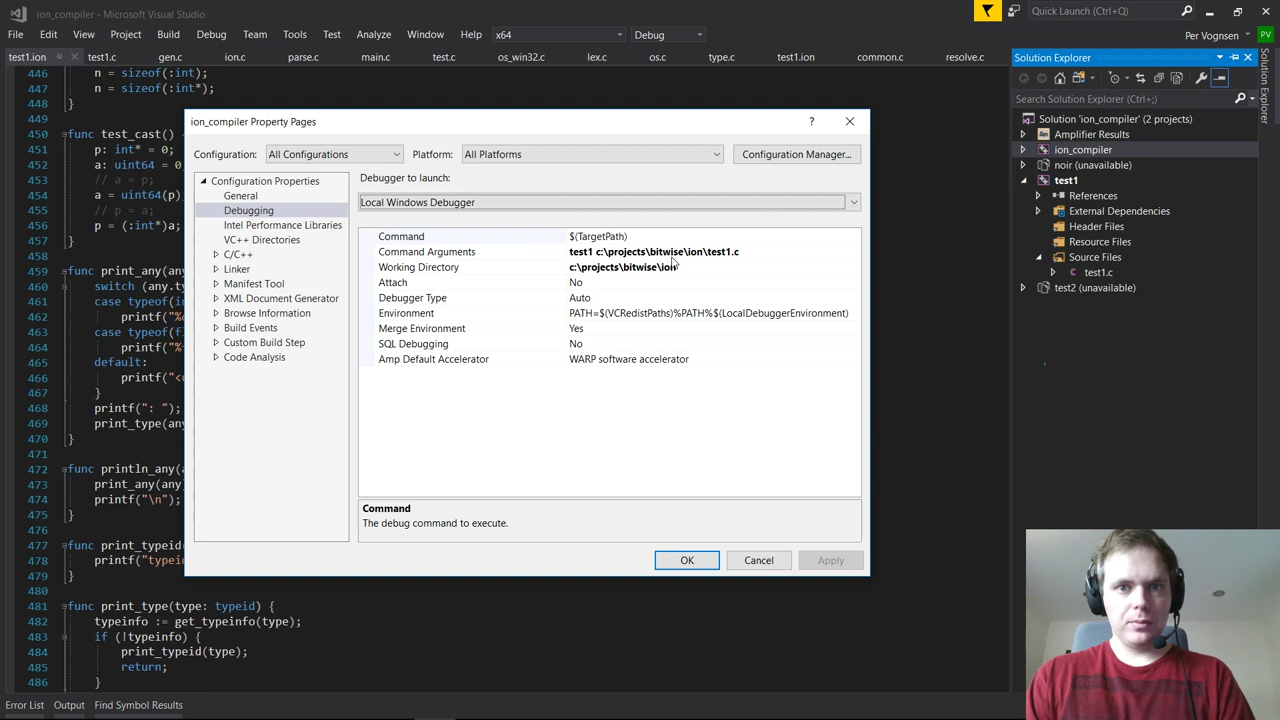 ion_compiler - Microsoft Visual Studio
Quick Launch (Ctrl+Q)
File Edit View Project Build Debug Team Tools Test Analyze Window Help x64 Debug
Per Vognsen PV
test1.ion test1.c gen.c ion.c parse.c main.c test.c os_win32.c lex.c os.c type.c test1.ion common.c resolve.c
446 n = sizeof(:int);
447 n = sizeof(:int*);
448 }
449
450 func test_cast()
451 p: int* = 0;
452 a: uint64 = 0
453 // a = p;
454 a = uint64(p)
455 // p = a;
456 p = (:int*)a;
457 }
458
459 func print_any(
460 switch (any.t
461 case typeof(i
462 printf("%
463 case typeof(f
464 printf("%
465 default:
466 printf("<u
467 }
468 printf(": ");
469 print_type(an
470 }
471
472 func println_any(a
473 print_any(any
474 printf("\n");
475 }
476
477 func print_typeid(
478 printf("typei
479 }
480
481 func print_type(type: typeid) {
482 typeinfo := get_typeinfo(type);
483 if (!typeinfo) {
484 print_typeid(type);
485 return;
486 }
ion_compiler Property Pages
?
Configuration: All Configurations Platform: All Platforms Configuration Manager...
Configuration Properties
General
Debugging
Intel Performance Libraries
VC++ Directories
C/C++
Linker
Manifest Tool
XML Document Generator
Browse Information
Build Events
Custom Build Step
Code Analysis
Debugger to launch:
Local Windows Debugger
Command $(TargetPath)
Command Arguments test1 c:\projects\bitwise\ion\test1.c
Working Directory c:\projects\bitwise\ion
Attach No
Debugger Type Auto
Environment PATH=$(VCRedistPaths)%PATH%$(LocalDebuggerEnvironment)
Merge Environment Yes
SQL Debugging No
Amp Default Accelerator WARP software accelerator
Command
The debug command to execute.
OK Cancel Apply
Solution Explorer
Search Solution Explorer (Ctrl+;)
Solution 'ion_compiler' (2 projects)
Amplifier Results
ion_compiler
noir (unavailable)
test1
References
External Dependencies
Header Files
Resource Files
Source Files
test1.c
test2 (unavailable)
Solution Explorer
Error List Output Find Symbol Results